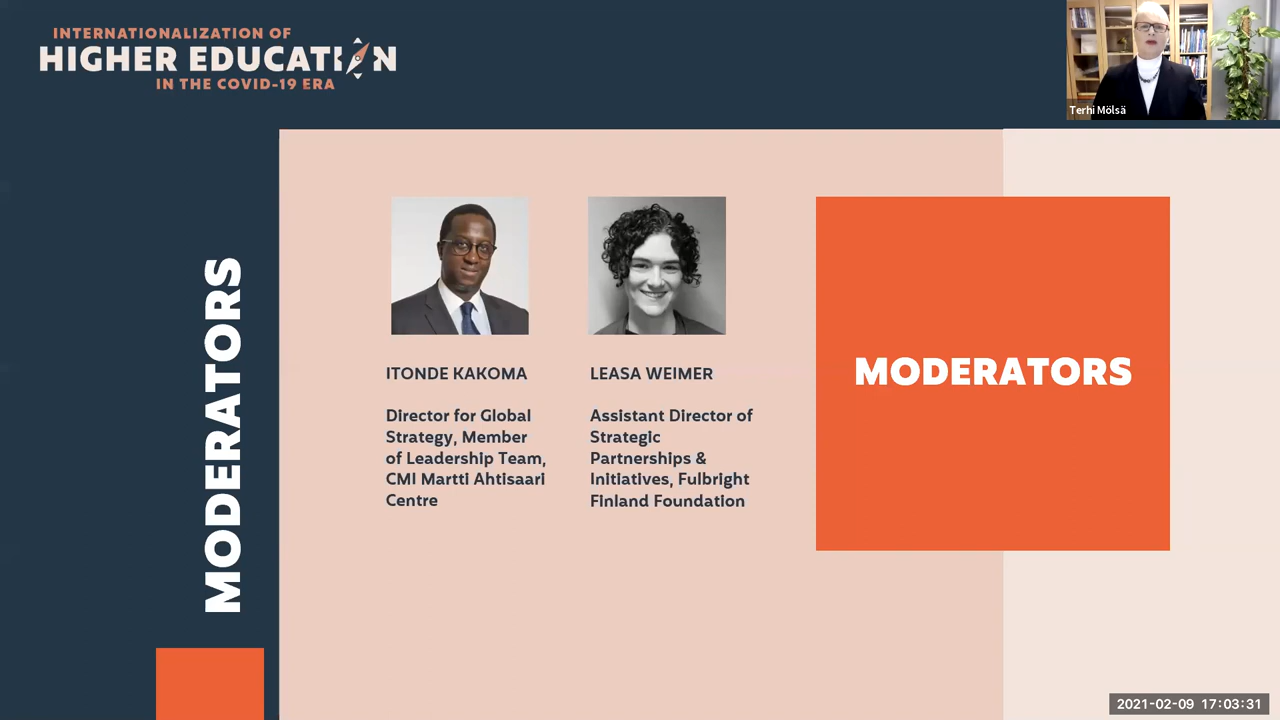 INTERNATIONALIZATION OF
HIGHER EDUCATION
IN THE COVID-19 ERA
Terhi Mölsä
MODERATORS
ITONDE KAKOMA
Director for Global
Strategy, Member
of Leadership Team,
CMI Martti Ahtisaari
Centre
LEASA WEIMER
Assistant Director of
Strategic
Partnerships &
Initiatives, Fulbright
Finland Foundation
MODERATORS
2021-02-09 17:03:31